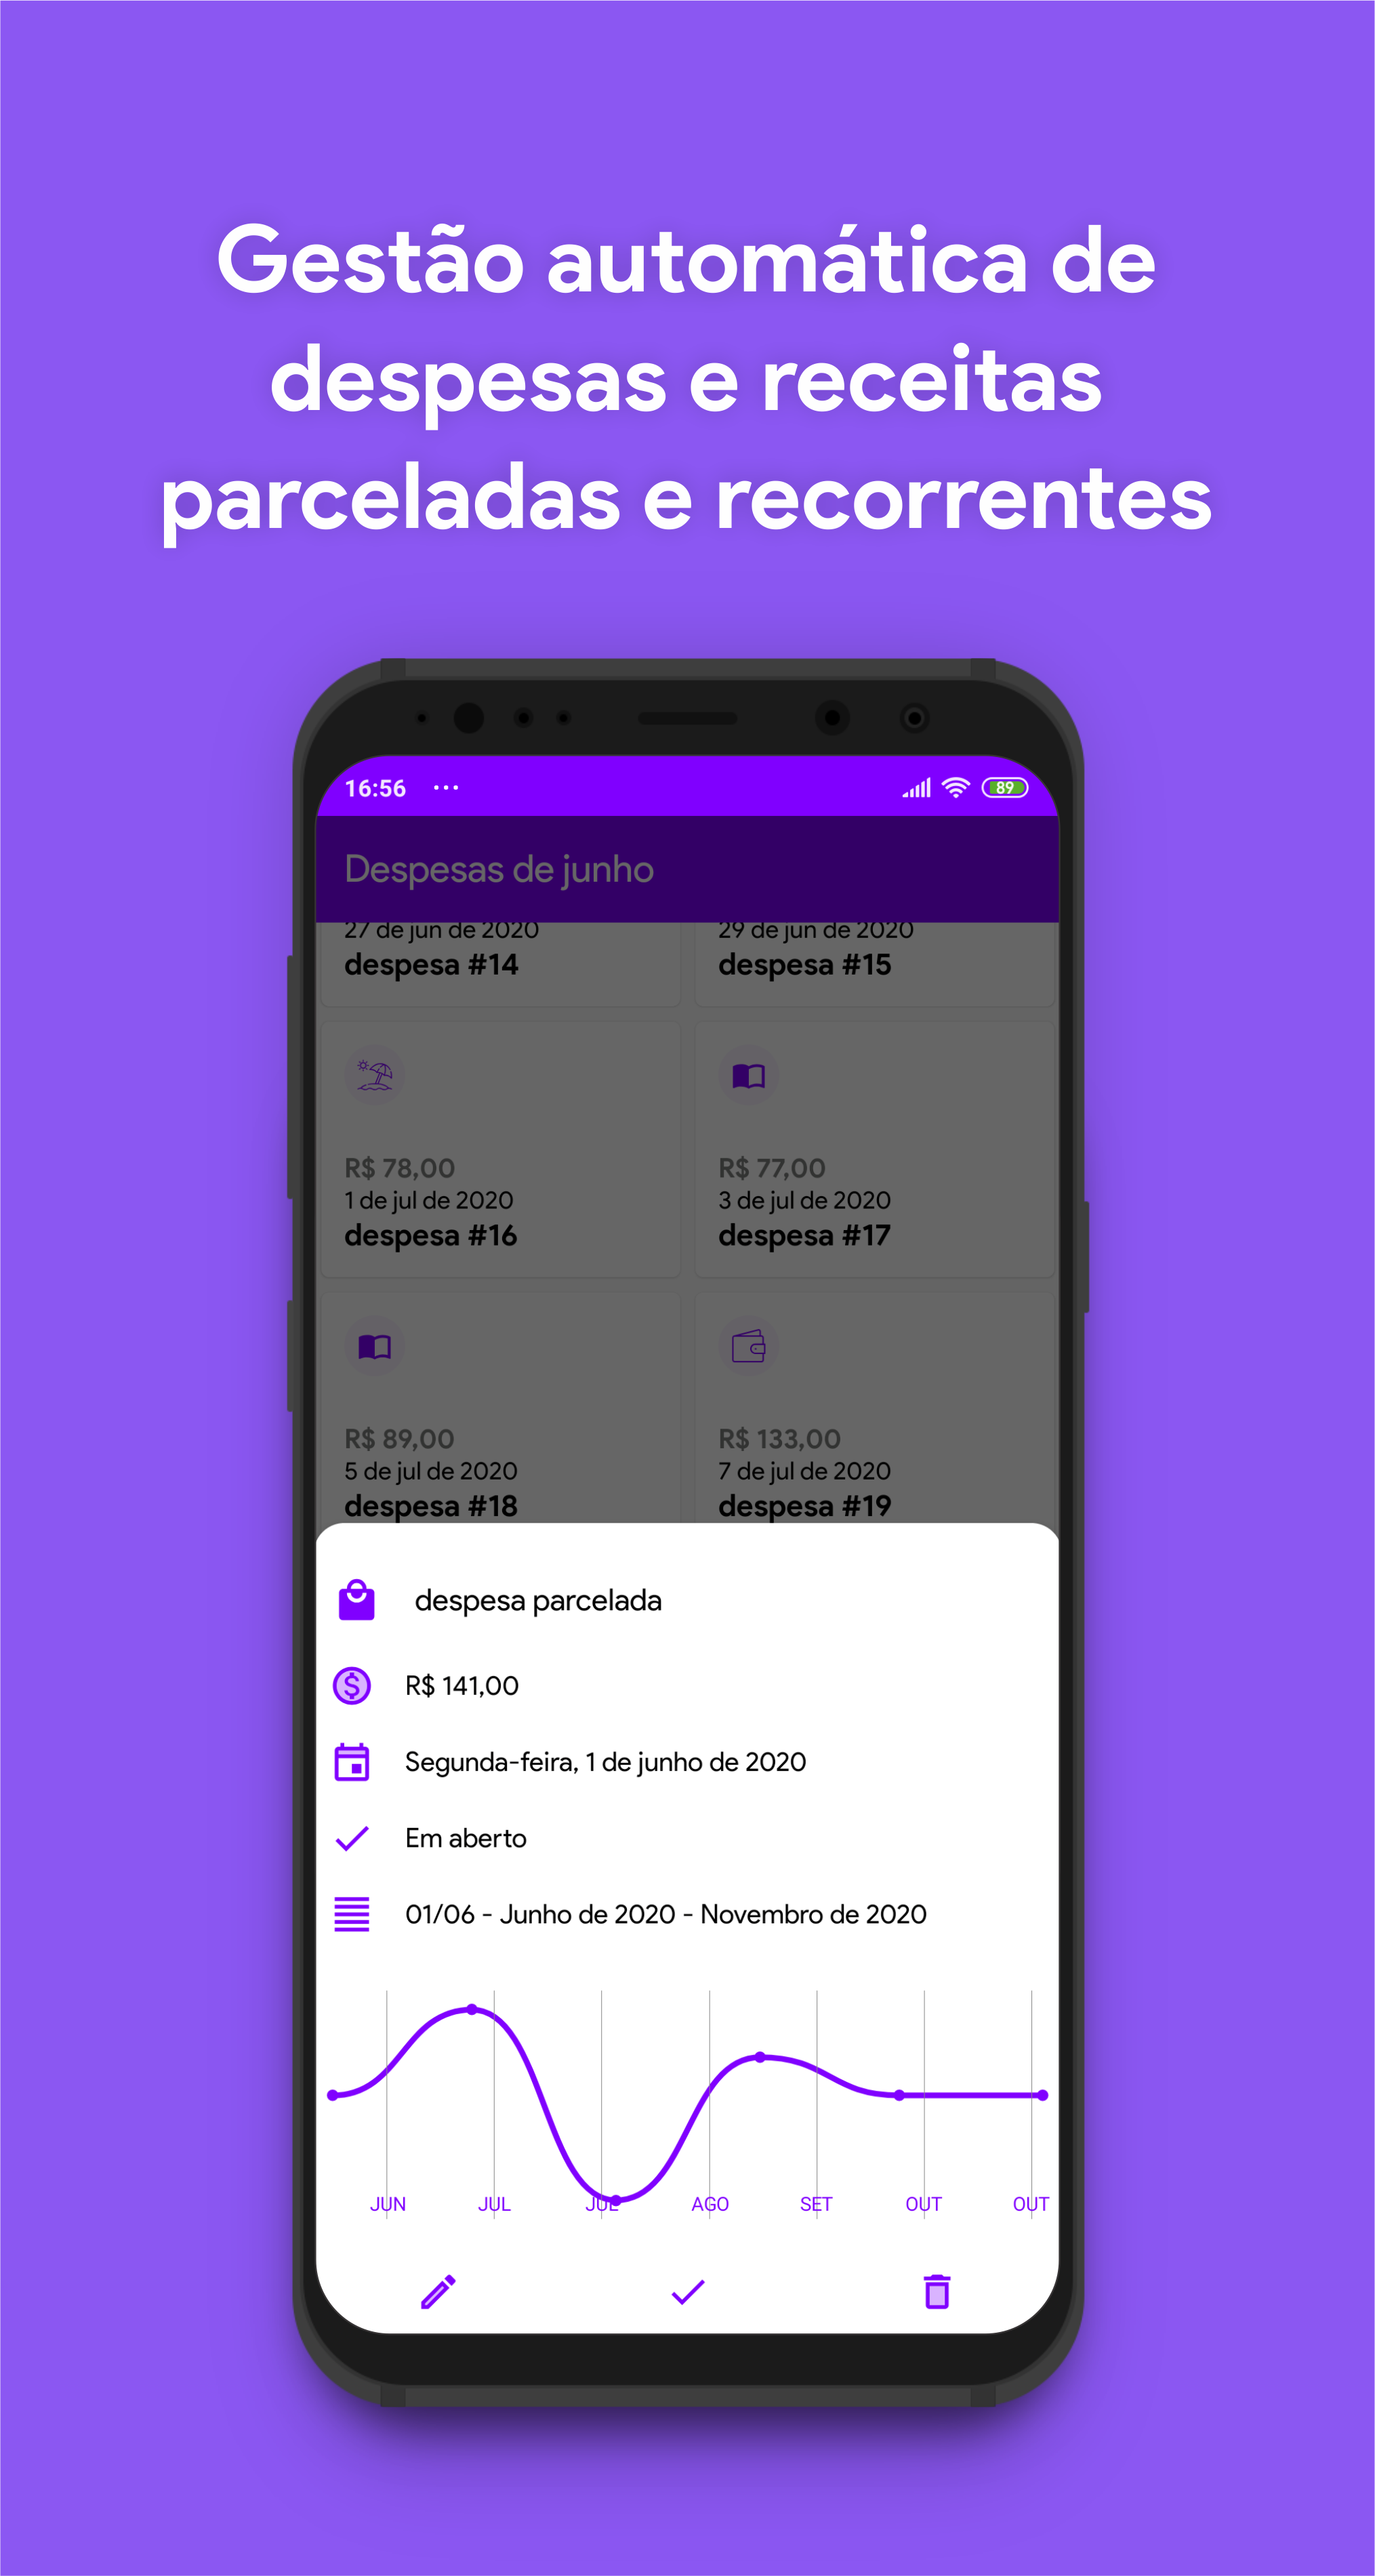 Gestão automática de
despesas e receitas
parceladas e recorrentes
16:56 ... 89
Despesas de junho
27 de jun de 2020 29 de jun de 2020
despesa #14 despesa #15
R$ 78,00 R$ 77,00
1 de jul de 2020 3 de jul de 2020
despesa #16 despesa #17
R$ 89,00 R$ 133,00
5 de jul de 2020 7 de jul de 2020
despesa #18 despesa #19
despesa parcelada
R$ 141,00
Segunda-feira, 1 de junho de 2020
Em aberto
01/06 - Junho de 2020 - Novembro de 2020
JUN JUL JUL AGO SET OUT OUT